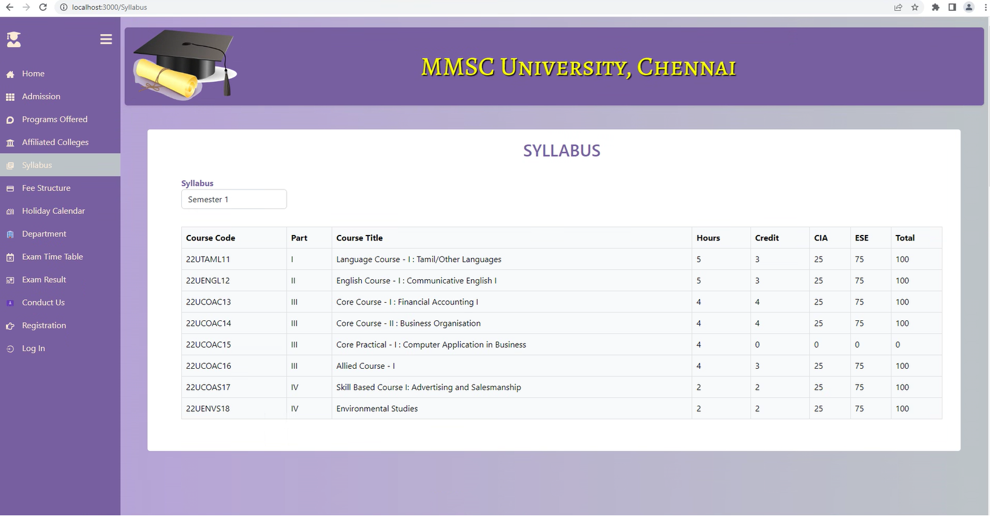 localhost:3000/Syllabus
MMSC University, Chennai
Home
Admission
Programs Offered
Affiliated Colleges
Syllabus
Fee Structure
Holiday Calendar
Department
Exam Time Table
Exam Result
Conduct Us
Registration
Log In
SYLLABUS
Syllabus
Semester 1
Course Code Part Course Title Hours Credit CIA ESE Total
22UTAML11 I Language Course - I : Tamil/Other Languages 5 3 25 75 100
22UENGL12 II English Course - I : Communicative English I 5 3 25 75 100
22UCOAC13 III Core Course - I : Financial Accounting I 4 4 25 75 100
22UCOAC14 III Core Course - II : Business Organisation 4 4 25 75 100
22UCOAC15 III Core Practical - I : Computer Application in Business 4 0 0 0 0
22UCOAC16 III Allied Course - I 4 3 25 75 100
22UCOAS17 IV Skill Based Course I: Advertising and Salesmanship 2 2 25 75 100
22UENVS18 IV Environmental Studies 2 2 25 75 100